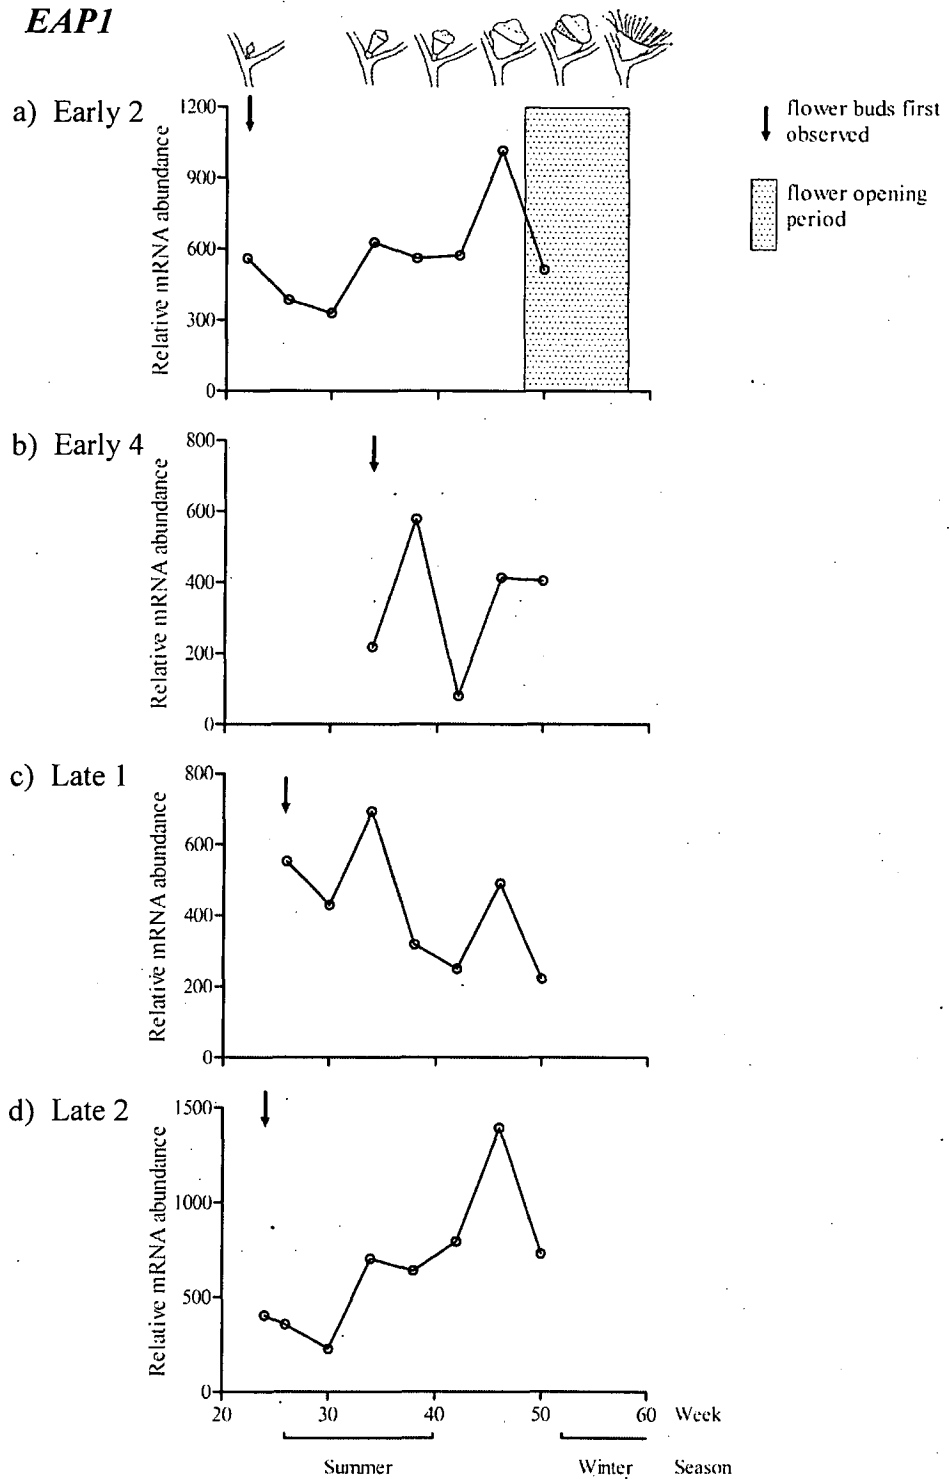 EAP1
a) Early 2
Relative mRNA abundance
1200
900
600
300
0
flower buds first
observed
flower opening
period
b) Early 4
Relative mRNA abundance
800
600
400
200
0
c) Late 1
Relative mRNA abundance
800
600
400
200
0
d) Late 2
Relative mRNA abundance
1500
1000
500
0
20 30 40 50 60 Week
Summer Winter Season